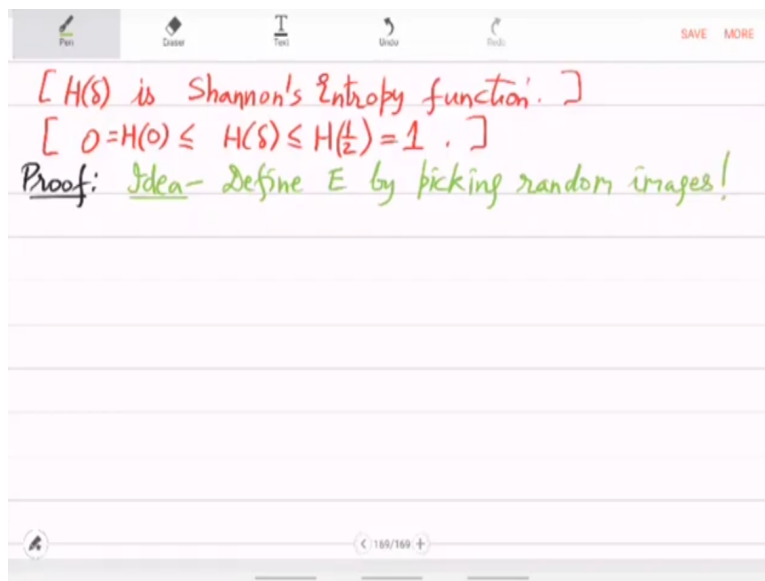 Pen Eraser Text Undo Redo SAVE MORE
[ H(δ) is Shannon's Entropy function. ]
[ 0=H(0) ≤ H(δ) ≤ H(1/2) = 1 . ]
Proof: Idea- Define E by picking random images!
169/169